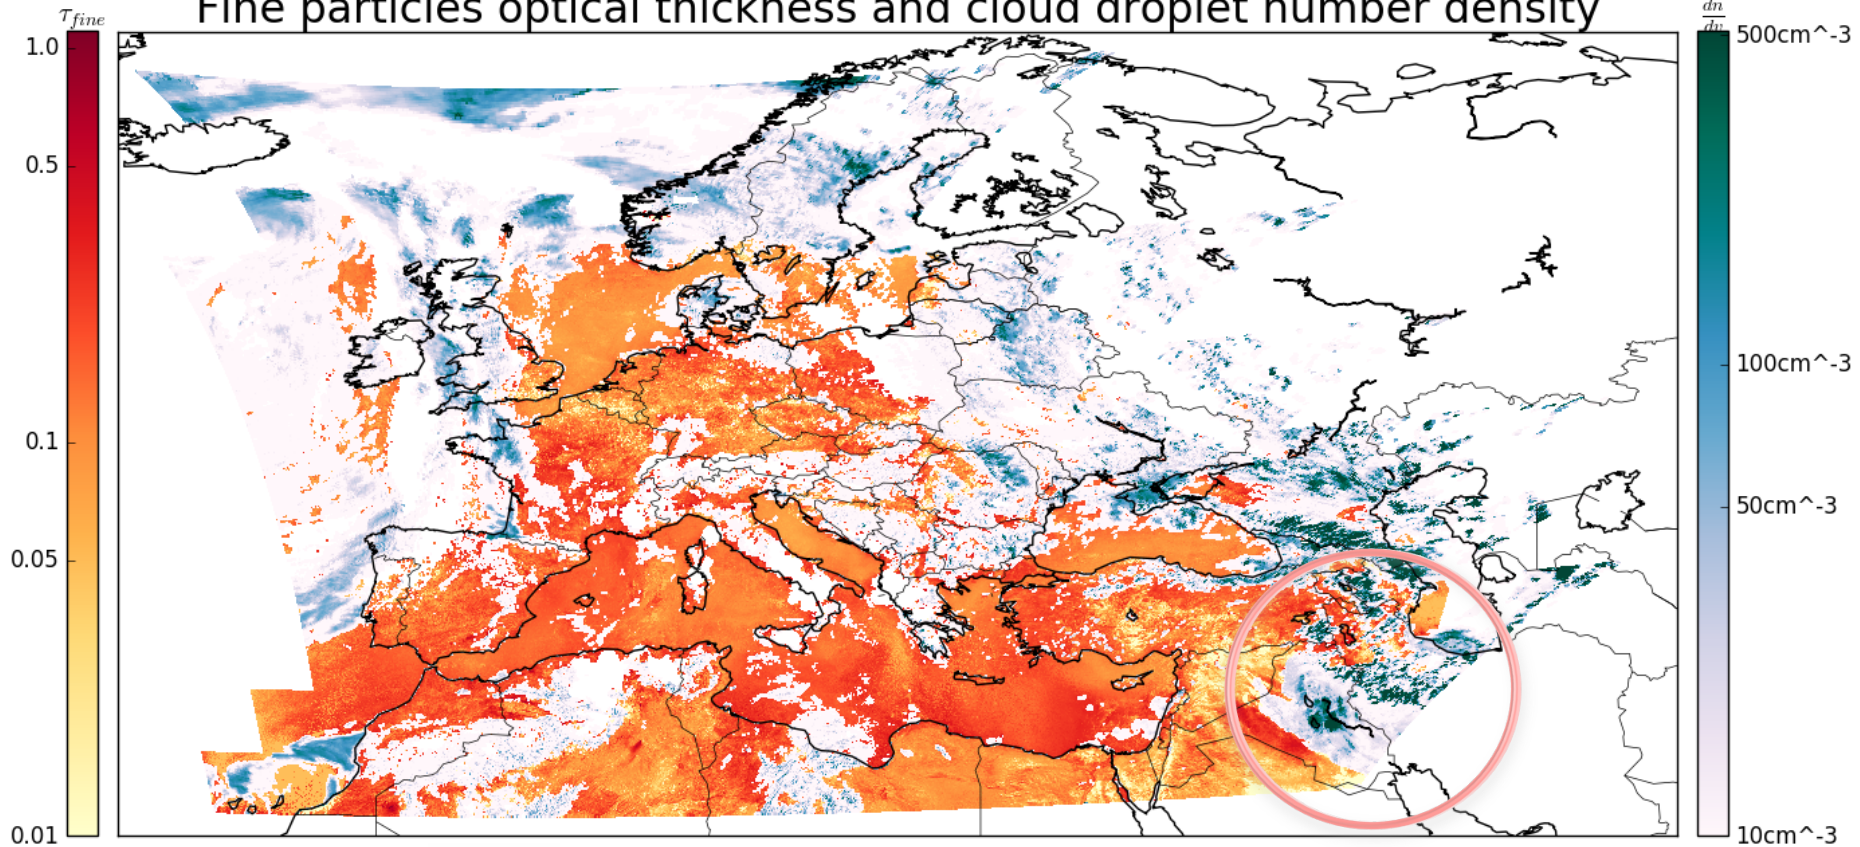 Fine particles optical thickness and cloud droplet number density
τ_fine
1.0
0.5
0.1
0.05
0.01
dn/dv
500cm^-3
100cm^-3
50cm^-3
10cm^-3